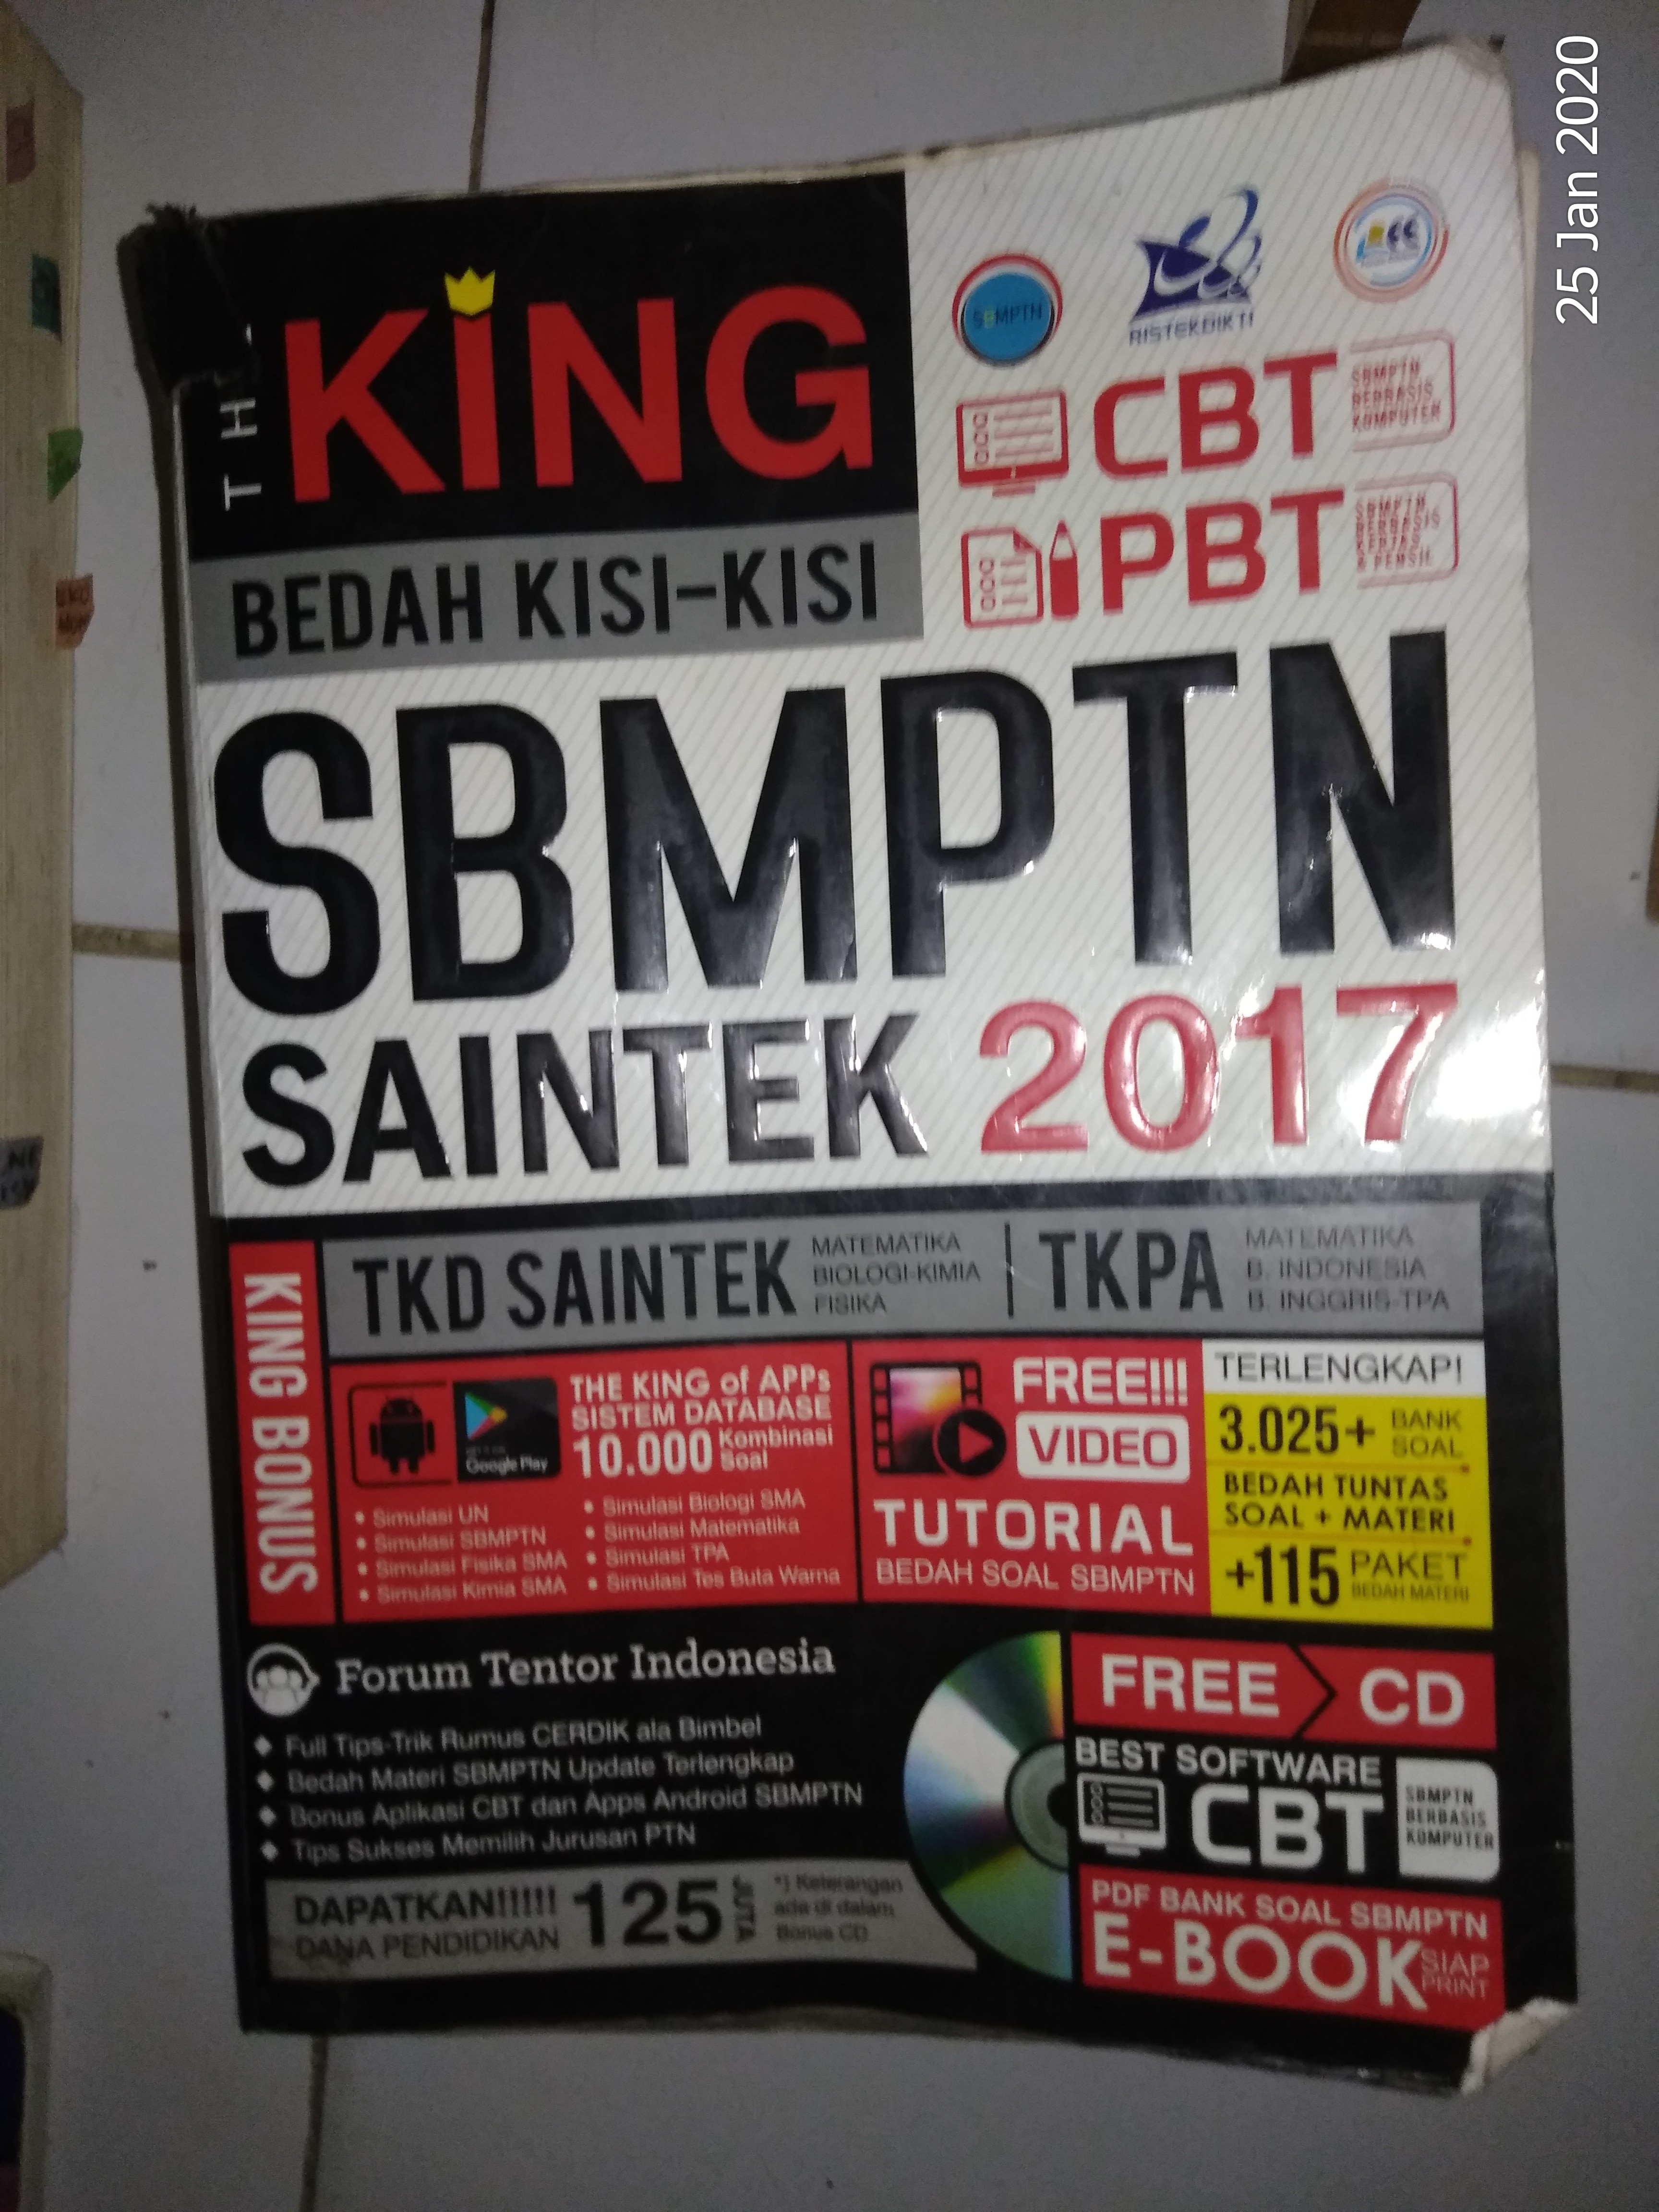 25 Jan 2020
KING
BEDAH KISI-KISI
SBMPTN
RISTEKDIKTI
CBT
SBMPTN
BERBASIS
KOMPUTER
PBT
SBMPTN
BERBASIS
KERTAS
& PENSIL
SBMPTN
SAINTEK 2017
KING BONUS
TKD SAINTEK
MATEMATIKA
BIOLOGI-KIMIA
FISIKA
TKPA
MATEMATIKA
B. INDONESIA
B. INGGRIS-TPA
Google Play
THE KING of APPs
SISTEM DATABASE
10.000 Kombinasi Soal
• Simulasi UN
• Simulasi SBMPTN
• Simulasi Fisika SMA
• Simulasi Kimia SMA
• Simulasi Biologi SMA
• Simulasi Matematika
• Simulasi TPA
• Simulasi Tes Buta Warna
FREE!!!
VIDEO
TUTORIAL
BEDAH SOAL SBMPTN
TERLENGKAP!
3.025+ BANK SOAL
BEDAH TUNTAS
SOAL + MATERI
+115 PAKET
BEDAH MATERI
Forum Tentor Indonesia
◆ Full Tips-Trik Rumus CERDIK ala Bimbel
◆ Bedah Materi SBMPTN Update Terlengkap
◆ Bonus Aplikasi CBT dan Apps Android SBMPTN
◆ Tips Sukses Memilih Jurusan PTN
DAPATKAN!!!!!
DANA PENDIDIKAN
125 JUTA
*) Keterangan
ada di dalam
Bonus CD
FREE CD
BEST SOFTWARE
CBT
SBMPTN
BERBASIS
KOMPUTER
PDF BANK SOAL SBMPTN
E-BOOK SIAP PRINT